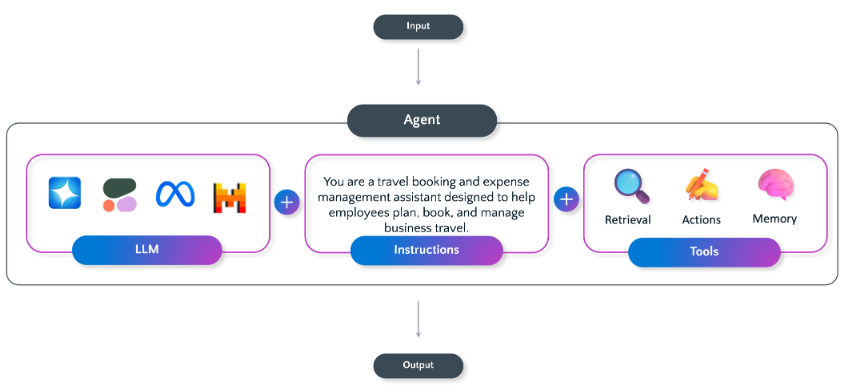 Input
Agent
You are a travel booking and expense
management assistant designed to help
employees plan, book, and manage
business travel.
Retrieval
Actions
Memory
LLM
Instructions
Tools
Output